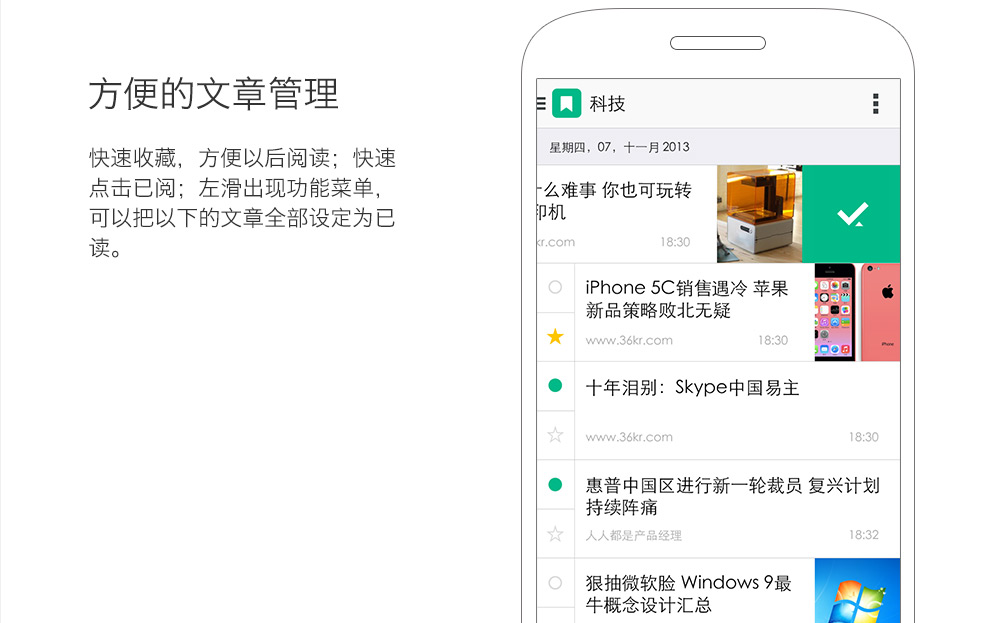 方便的文章管理
快速收藏，方便以后阅读；快速
点击已阅；左滑出现功能菜单，
可以把以下的文章全部设定为已
读。
科技
星期四，07，十一月 2013
什么难事 你也可玩转
印机
kr.com 18:30
iPhone 5C销售遇冷 苹果
新品策略败北无疑
www.36kr.com 18:30
十年泪别：Skype中国易主
www.36kr.com 18:30
惠普中国区进行新一轮裁员 复兴计划
持续阵痛
人人都是产品经理 18:32
狠抽微软脸 Windows 9最
牛概念设计汇总